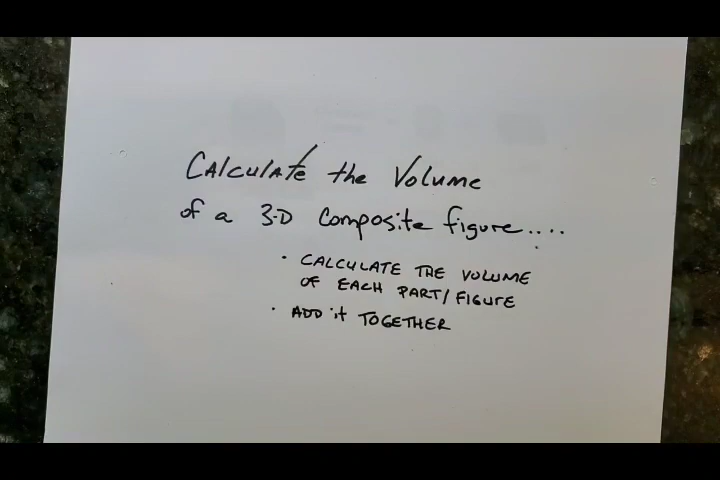 CALCULATE the Volume
of a 3-D Composite figure....
· CALCULATE THE VOLUME
OF EACH PART/FIGURE
· ADD it TOGETHER